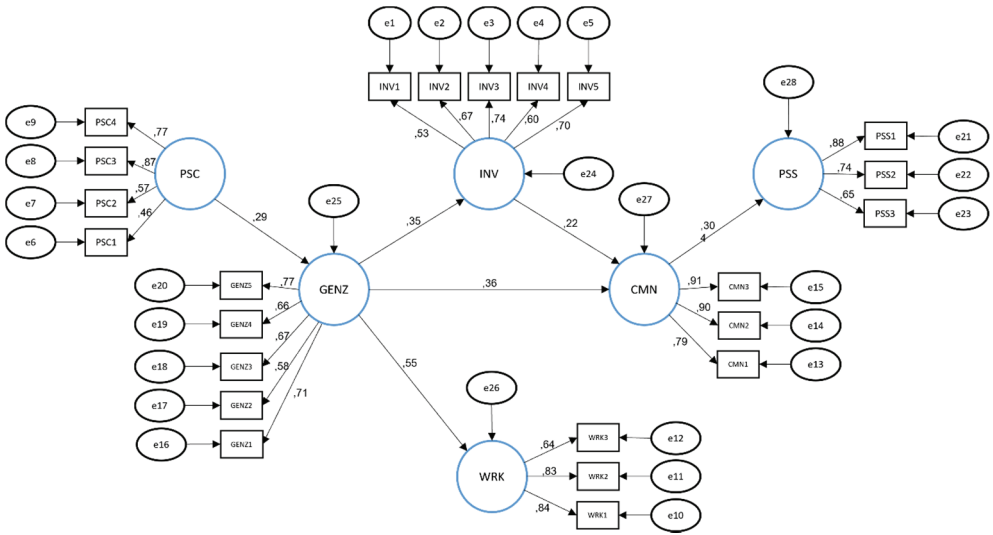 e1 e2 e3 e4 e5
INV1 INV2 INV3 INV4 INV5
,53 ,67 ,74 ,60 ,70
e28
e9 PSC4 ,77
e8 PSC3 ,87
e7 PSC2 ,57
e6 PSC1 ,46
PSC
INV
e24
PSS
,88 PSS1 e21
,74 PSS2 e22
,65 PSS3 e23
,29
e25
,35
,22
e27
,30
4
GENZ
,36
CMN
e20 GENZ5 ,77
e19 GENZ4 ,66
e18 GENZ3 ,67
e17 GENZ2 ,58
e16 GENZ1 ,71
,91 CMN3 e15
,90 CMN2 e14
,79 CMN1 e13
,55
e26
WRK
,64 WRK3 e12
,83 WRK2 e11
,84 WRK1 e10